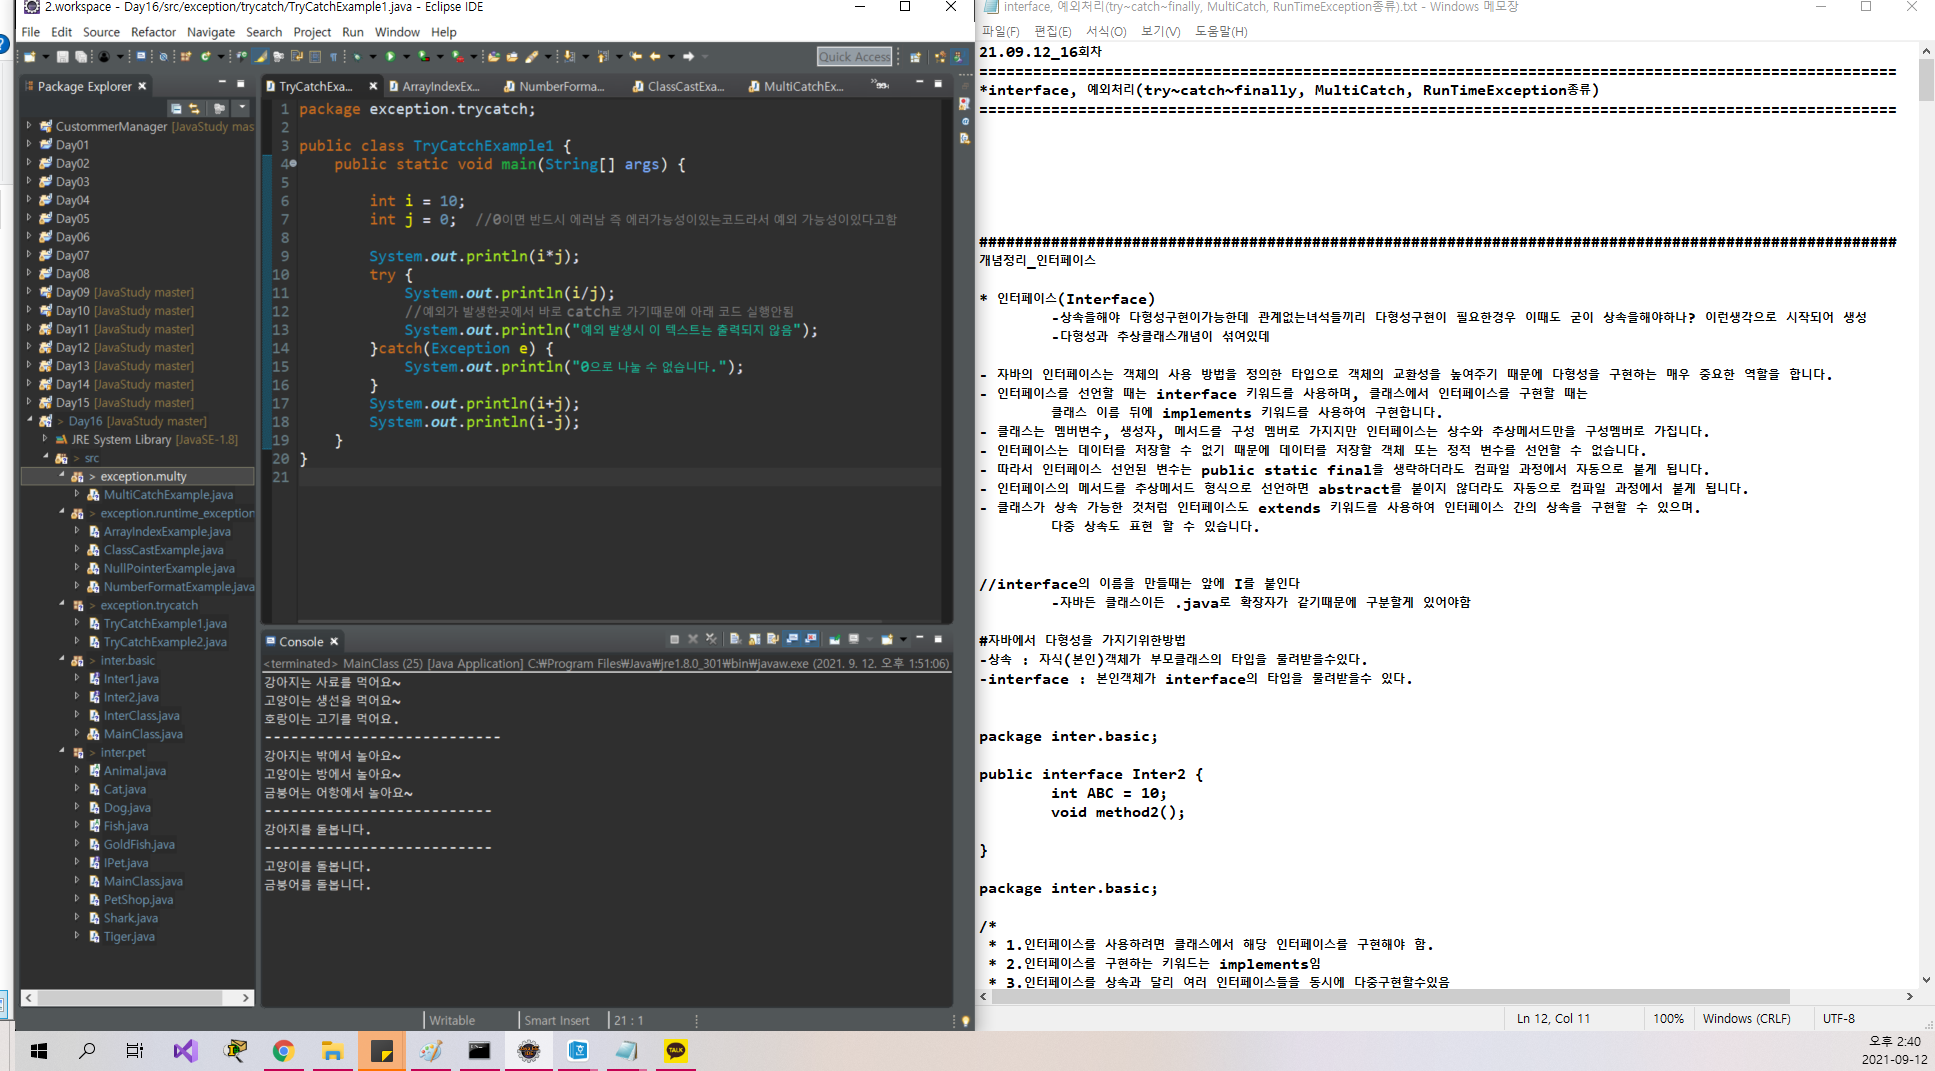 2.workspace - Day16/src/exception/trycatch/TryCatchExample1.java - Eclipse IDE
File Edit Source Refactor Navigate Search Project Run Window Help
Quick Access
Package Explorer
CustommerManager [JavaStudy mas
Day01
Day02
Day03
Day04
Day05
Day06
Day07
Day08
Day09 [JavaStudy master]
Day10 [JavaStudy master]
Day11 [JavaStudy master]
Day12 [JavaStudy master]
Day13 [JavaStudy master]
Day14 [JavaStudy master]
Day15 [JavaStudy master]
> Day16 [JavaStudy master]
JRE System Library [JavaSE-1.8]
> src
> exception.multy
MultiCatchExample.java
> exception.runtime_exception
ArrayIndexExample.java
ClassCastExample.java
NullPointerExample.java
NumberFormatExample.java
> exception.trycatch
TryCatchExample1.java
TryCatchExample2.java
> inter.basic
Inter1.java
Inter2.java
InterClass.java
MainClass.java
> inter.pet
Animal.java
Cat.java
Dog.java
Fish.java
GoldFish.java
IPet.java
MainClass.java
PetShop.java
Shark.java
Tiger.java
TryCatchExa... ArrayIndexEx... NumberForma... ClassCastExa... MultiCatchEx...
1 package exception.trycatch;
2
3 public class TryCatchExample1 {
4 public static void main(String[] args) {
5
6 int i = 10;
7 int j = 0; //0이면 반드시 에러남 즉 에러가능성이있는코드라서 예외 가능성이있다고함
8
9 System.out.println(i*j);
10 try {
11 System.out.println(i/j);
12 //예외가 발생한곳에서 바로 catch로 가기때문에 아래 코드 실행안됨
13 System.out.println("예외 발생시 이 텍스트는 출력되지 않음");
14 }catch(Exception e) {
15 System.out.println("0으로 나눌 수 없습니다.");
16 }
17 System.out.println(i+j);
18 System.out.println(i-j);
19 }
20 }
21
Console
<terminated> MainClass (25) [Java Application] C:₩Program Files₩Java₩jre1.8.0_301₩bin₩javaw.exe (2021. 9. 12. 오후 1:51:06)
강아지는 사료를 먹어요~
고양이는 생선을 먹어요~
호랑이는 고기를 먹어요.
---------------------------
강아지는 밖에서 놀아요~
고양이는 방에서 놀아요~
금붕어는 어항에서 놀아요~
--------------------------
강아지를 돌봅니다.
--------------------------
고양이를 돌봅니다.
금붕어를 돌봅니다.
Writable Smart Insert 21 : 1
interface, 예외처리(try~catch~finally, MultiCatch, RunTimeException종류).txt - Windows 메모장
파일(F) 편집(E) 서식(O) 보기(V) 도움말(H)
21.09.12_16회차
======================================================================================================
*interface, 예외처리(try~catch~finally, MultiCatch, RunTimeException종류)
======================================================================================================
######################################################################################################
개념정리_인터페이스
* 인터페이스(Interface)
-상속을해야 다형성구현이가능한데 관계없는녀석들끼리 다형성구현이 필요한경우 이때도 굳이 상속을해야하나? 이런생각으로 시작되어 생성
-다형성과 추상클래스개념이 섞여있데
- 자바의 인터페이스는 객체의 사용 방법을 정의한 타입으로 객체의 교환성을 높여주기 때문에 다형성을 구현하는 매우 중요한 역할을 합니다.
- 인터페이스를 선언할 때는 interface 키워드를 사용하며, 클래스에서 인터페이스를 구현할 때는
클래스 이름 뒤에 implements 키워드를 사용하여 구현합니다.
- 클래스는 멤버변수, 생성자, 메서드를 구성 멤버로 가지지만 인터페이스는 상수와 추상메서드만을 구성멤버로 가집니다.
- 인터페이스는 데이터를 저장할 수 없기 때문에 데이터를 저장할 객체 또는 정적 변수를 선언할 수 없습니다.
- 따라서 인터페이스 선언된 변수는 public static final을 생략하더라도 컴파일 과정에서 자동으로 붙게 됩니다.
- 인터페이스의 메서드를 추상메서드 형식으로 선언하면 abstract를 붙이지 않더라도 자동으로 컴파일 과정에서 붙게 됩니다.
- 클래스가 상속 가능한 것처럼 인터페이스도 extends 키워드를 사용하여 인터페이스 간의 상속을 구현할 수 있으며.
다중 상속도 표현 할 수 있습니다.
//interface의 이름을 만들때는 앞에 I를 붙인다
-자바든 클래스이든 .java로 확장자가 같기때문에 구분할게 있어야함
#자바에서 다형성을 가지기위한방법
-상속 : 자식(본인)객체가 부모클래스의 타입을 물려받을수있다.
-interface : 본인객체가 interface의 타입을 물려받을수 있다.
package inter.basic;
public interface Inter2 {
int ABC = 10;
void method2();
}
package inter.basic;
/*
* 1.인터페이스를 사용하려면 클래스에서 해당 인터페이스를 구현해야 함.
* 2.인터페이스를 구현하는 키워드는 implements임
* 3.인터페이스를 상속과 달리 여러 인터페이스들을 동시에 다중구현할수있음
Ln 12, Col 11 100% Windows (CRLF) UTF-8
TALK
오후 2:40
2021-09-12